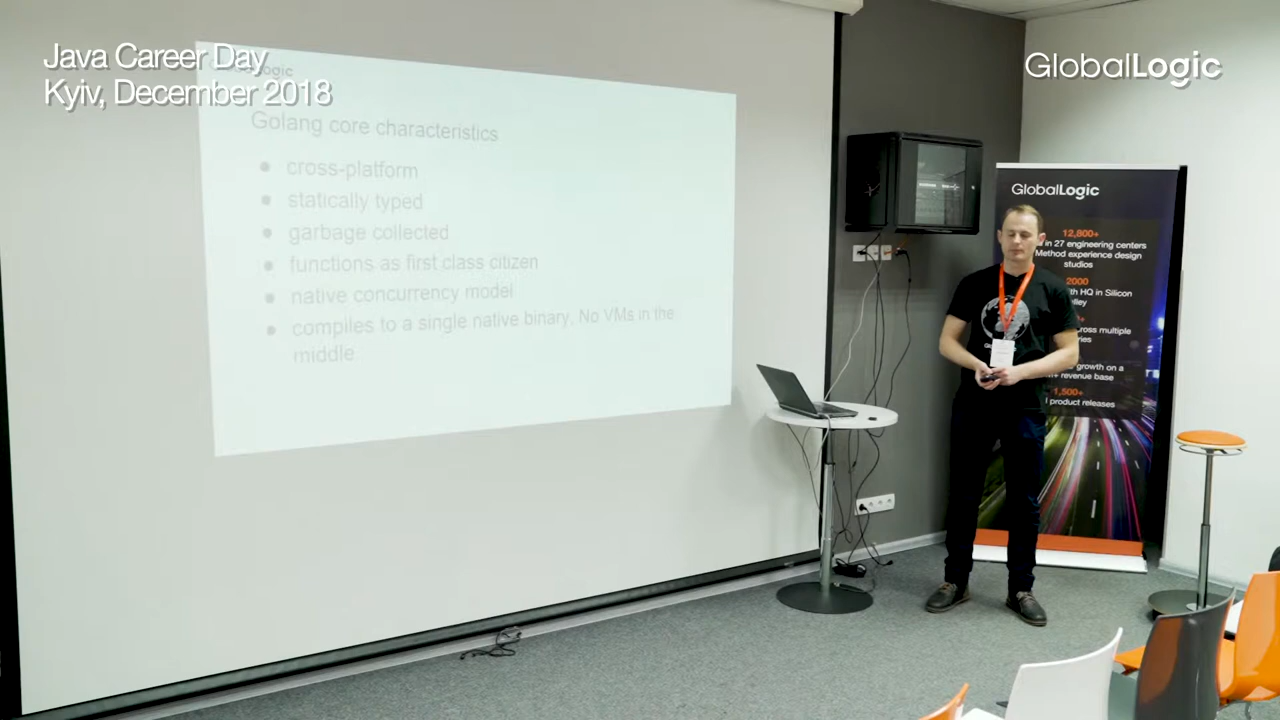 Java Career Day
Kyiv, December 2018
GlobalLogic
Golang core characteristics
● cross-platform
● statically typed
● garbage collected
● functions as first class citizen
● native concurrency model
● compiles to a single native binary. No VMs in the
middle.
GlobalLogic
12,800+
in 27 engineering centers
Method experience design
studios
2000
HQ in Silicon
multiple
growth on a
revenue base
1,500+
product releases